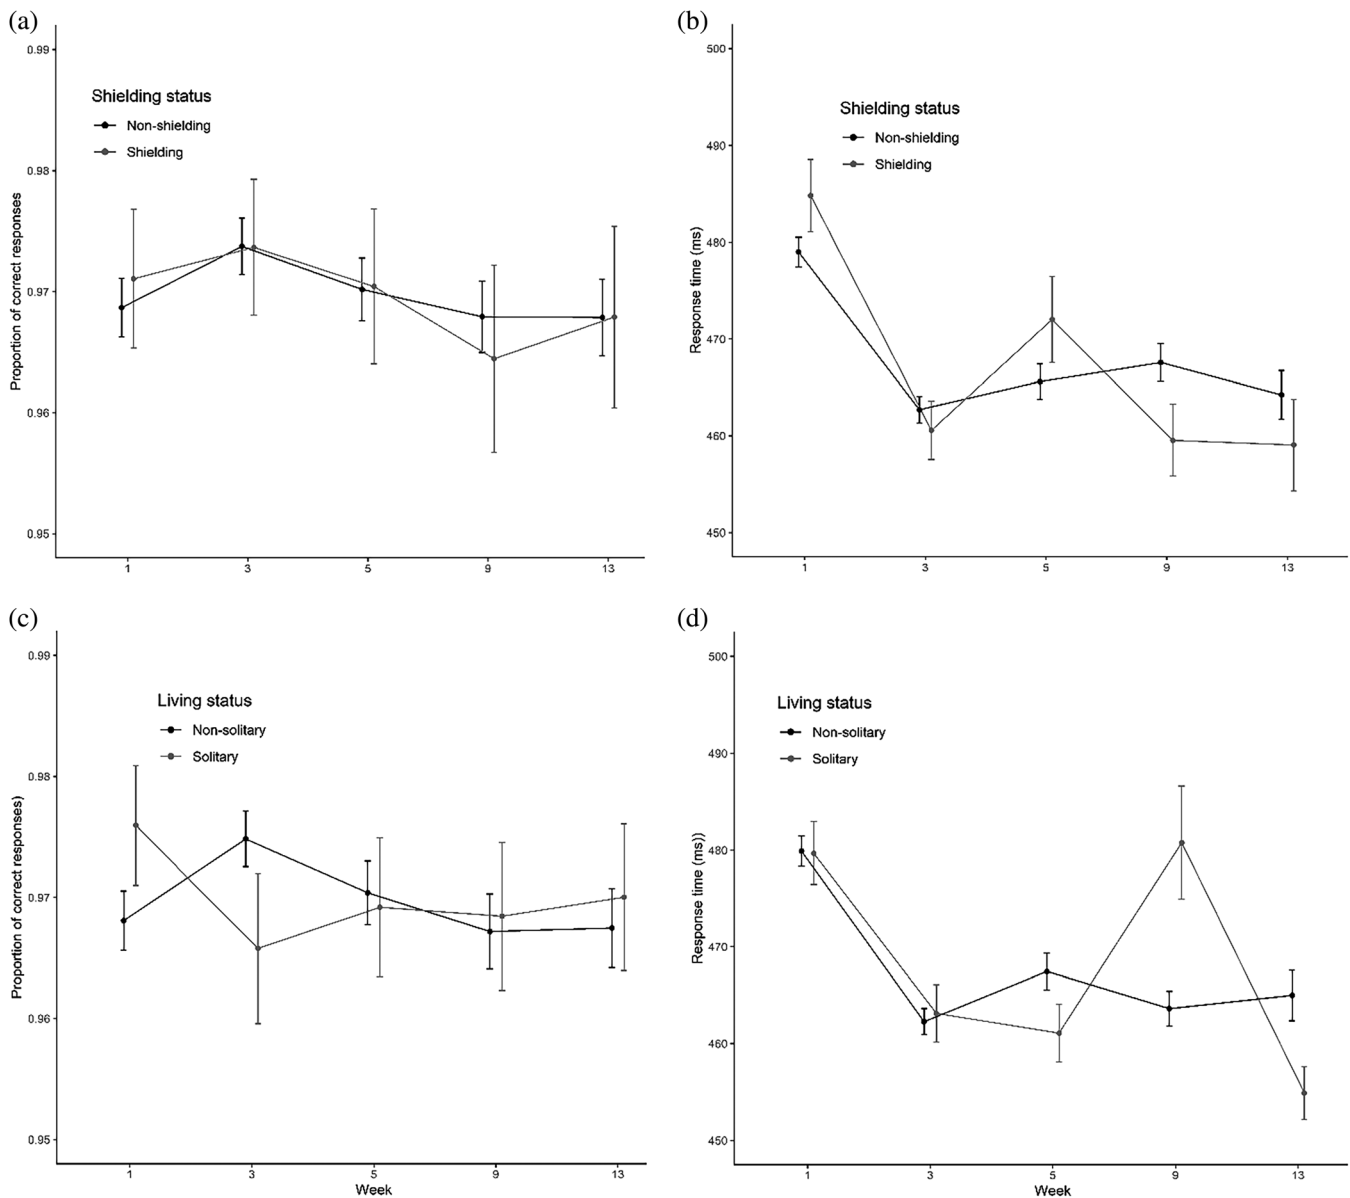 (a)
0.99
0.98
0.97
0.96
0.95
Proportion of correct responses
Shielding status
Non-shielding
Shielding
1 3 5 9 13
(b)
500
490
480
470
460
450
Response time (ms)
Shielding status
Non-shielding
Shielding
1 3 5 9 13
(c)
0.99
0.98
0.97
0.96
0.95
Proportion of correct responses)
Living status
Non-solitary
Solitary
1 3 5 9 13
Week
(d)
500
490
480
470
460
450
Response time (ms))
Living status
Non-solitary
Solitary
1 3 5 9 13
Week